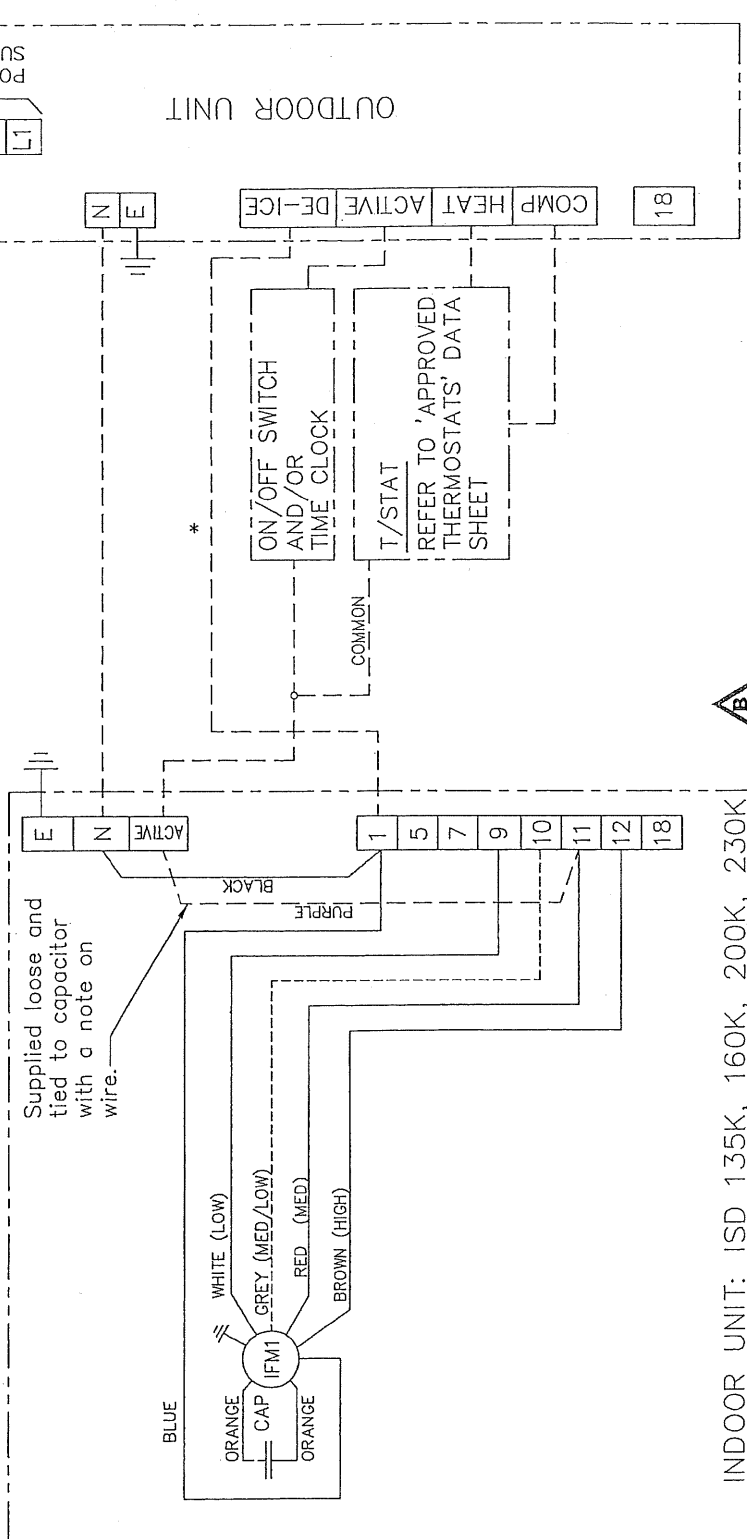 PO
SU
L1
OUTDOOR UNIT
N
E
DE-ICE
ACTIVE
HEAT
COMP
18
*
ON/OFF SWITCH
AND/OR
TIME CLOCK
T/STAT
REFER TO 'APPROVED
THERMOSTATS' DATA
SHEET
COMMON
B
E
N
ACTIVE
1
5
7
9
10
11
12
18
BLACK
PURPLE
Supplied loose and
tied to capacitor
with a note on
wire.
BLUE
WHITE (LOW)
GREY (MED/LOW)
RED (MED)
BROWN (HIGH)
IFM1
ORANGE
CAP
ORANGE
INDOOR UNIT: ISD 135K, 160K, 200K, 230K